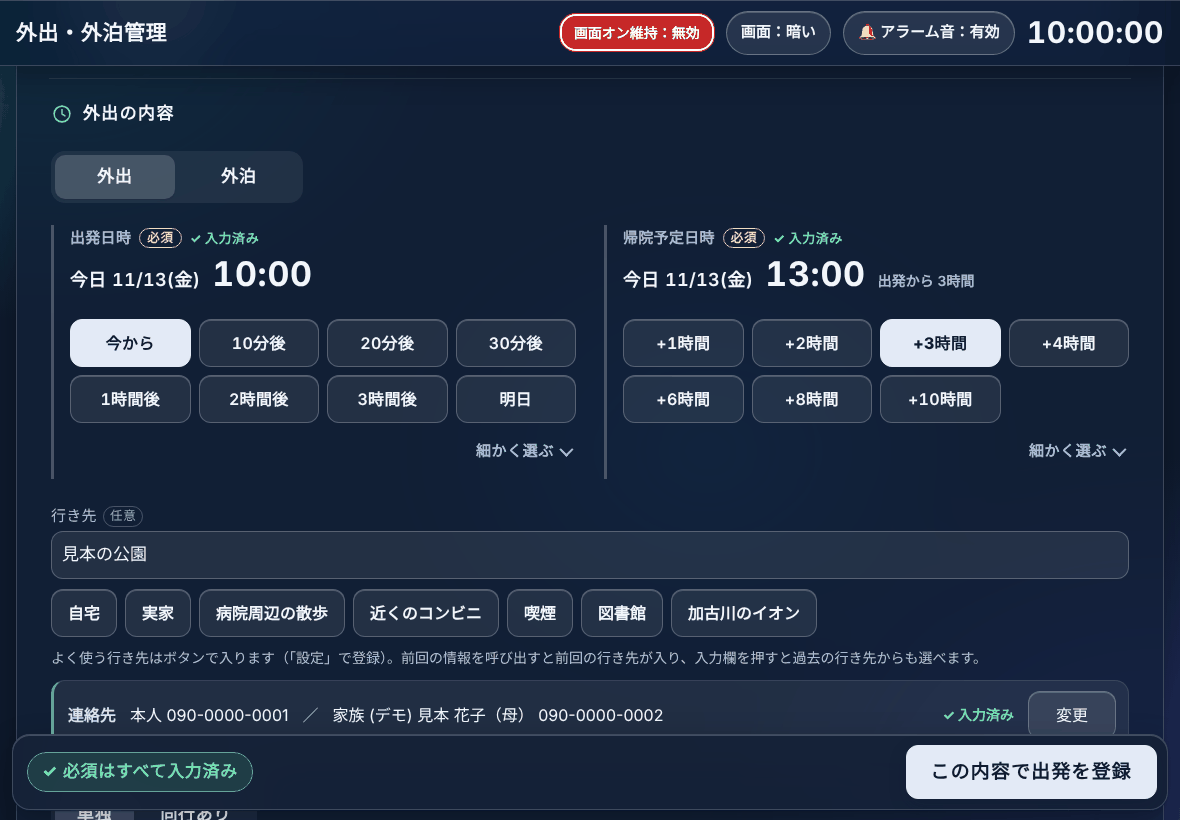 外出・外泊管理
画面オン維持：無効
画面：暗い
アラーム音：有効
10:00:00
外出の内容
外出
外泊
出発日時 必須 入力済み
今日 11/13(金) 10:00
今から 10分後 20分後 30分後
1時間後 2時間後 3時間後 明日
細かく選ぶ
帰院予定日時 必須 入力済み
今日 11/13(金) 13:00 出発から 3時間
+1時間 +2時間 +3時間 +4時間
+6時間 +8時間 +10時間
細かく選ぶ
行き先 任意
見本の公園
自宅 実家 病院周辺の散歩 近くのコンビニ 喫煙 図書館 加古川のイオン
よく使う行き先はボタンで入ります（「設定」で登録）。前回の情報を呼び出すと前回の行き先が入り、入力欄を押すと過去の行き先からも選べます。
連絡先 本人 090-0000-0001 ／ 家族 (デモ) 見本 花子（母） 090-0000-0002 入力済み 変更
必須はすべて入力済み
この内容で出発を登録
単独 同行あり